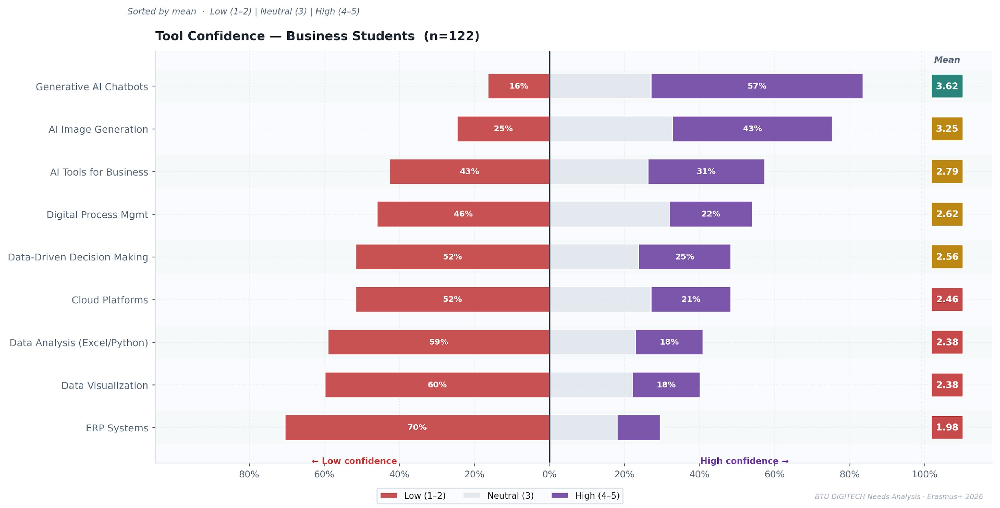 Sorted by mean · Low (1–2) | Neutral (3) | High (4–5)
Tool Confidence — Business Students (n=122)
Mean
Generative AI Chatbots 16% 57% 3.62
AI Image Generation 25% 43% 3.25
AI Tools for Business 43% 31% 2.79
Digital Process Mgmt 46% 22% 2.62
Data-Driven Decision Making 52% 25% 2.56
Cloud Platforms 52% 21% 2.46
Data Analysis (Excel/Python) 59% 18% 2.38
Data Visualization 60% 18% 2.38
ERP Systems 70% 1.98
← Low confidence High confidence →
80% 60% 40% 20% 0% 20% 40% 60% 80% 100%
Low (1–2) Neutral (3) High (4–5)
BTU DIGITECH Needs Analysis · Erasmus+ 2026